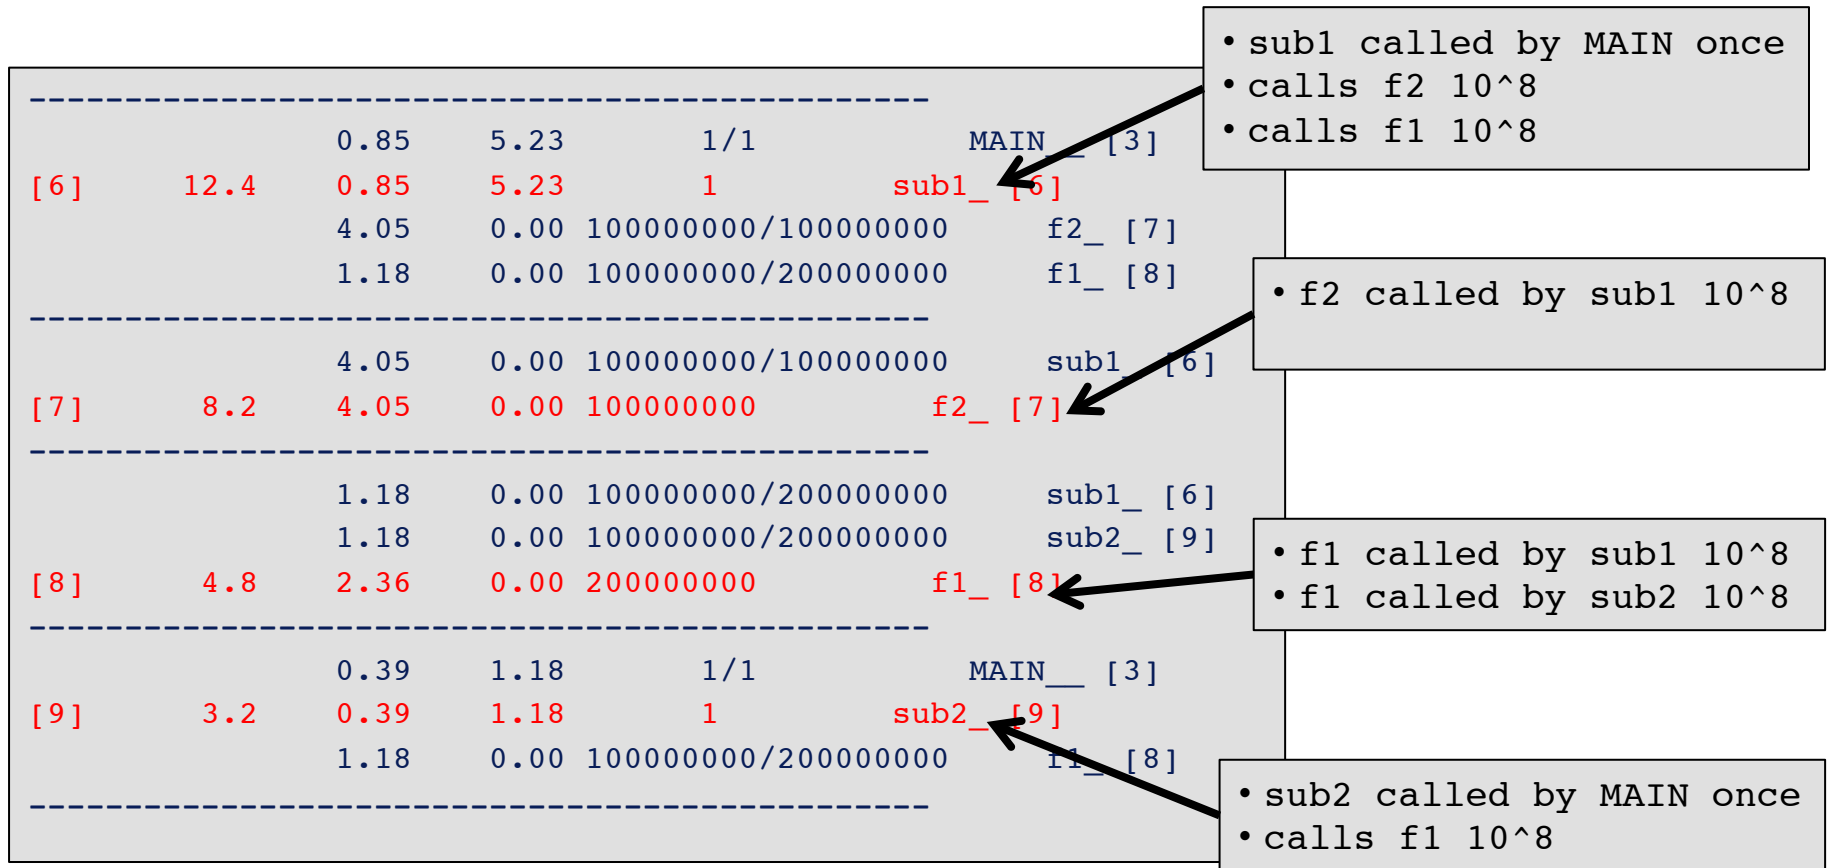 --------------------------------------------------
0.85 5.23 1/1 MAIN__ [3]
[6] 12.4 0.85 5.23 1 sub1_ [6]
4.05 0.00 100000000/100000000 f2_ [7]
1.18 0.00 100000000/200000000 f1_ [8]
--------------------------------------------------
4.05 0.00 100000000/100000000 sub1_ [6]
[7] 8.2 4.05 0.00 100000000 f2_ [7]
--------------------------------------------------
1.18 0.00 100000000/200000000 sub1_ [6]
1.18 0.00 100000000/200000000 sub2_ [9]
[8] 4.8 2.36 0.00 200000000 f1_ [8]
--------------------------------------------------
0.39 1.18 1/1 MAIN__ [3]
[9] 3.2 0.39 1.18 1 sub2_ [9]
1.18 0.00 100000000/200000000 f1_ [8]
--------------------------------------------------
• sub1 called by MAIN once
• calls f2 10^8
• calls f1 10^8
• f2 called by sub1 10^8
• f1 called by sub1 10^8
• f1 called by sub2 10^8
• sub2 called by MAIN once
• calls f1 10^8